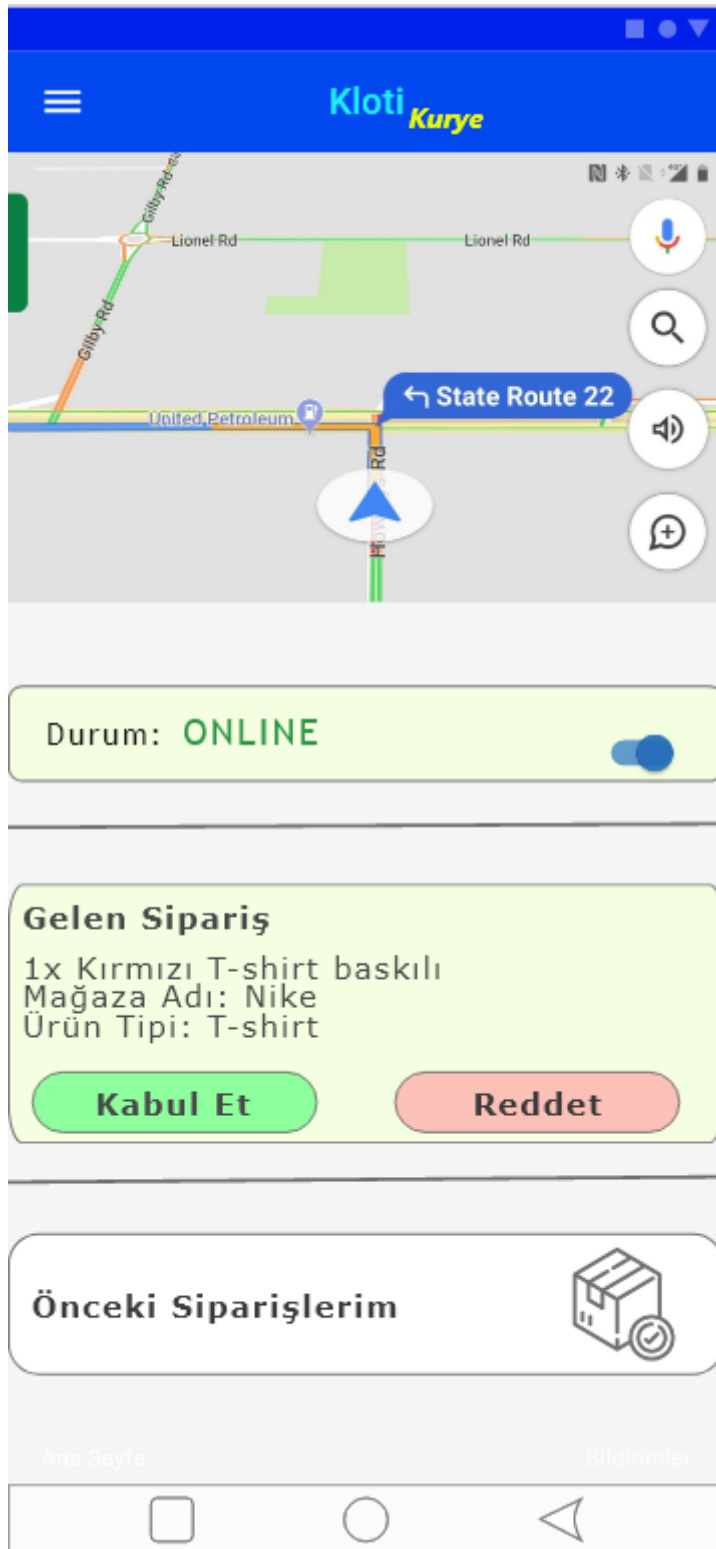 Kloti Kurye
Gilby Rd
Lionel Rd
Lionel Rd
Gilby Rd
State Route 22
United Petroleum
Rd
Durum: ONLINE
Gelen Sipariş
1x Kırmızı T-shirt baskılı
Mağaza Adı: Nike
Ürün Tipi: T-shirt
Kabul Et
Reddet
Önceki Siparişlerim
Ana Sayfa
Bildirimler